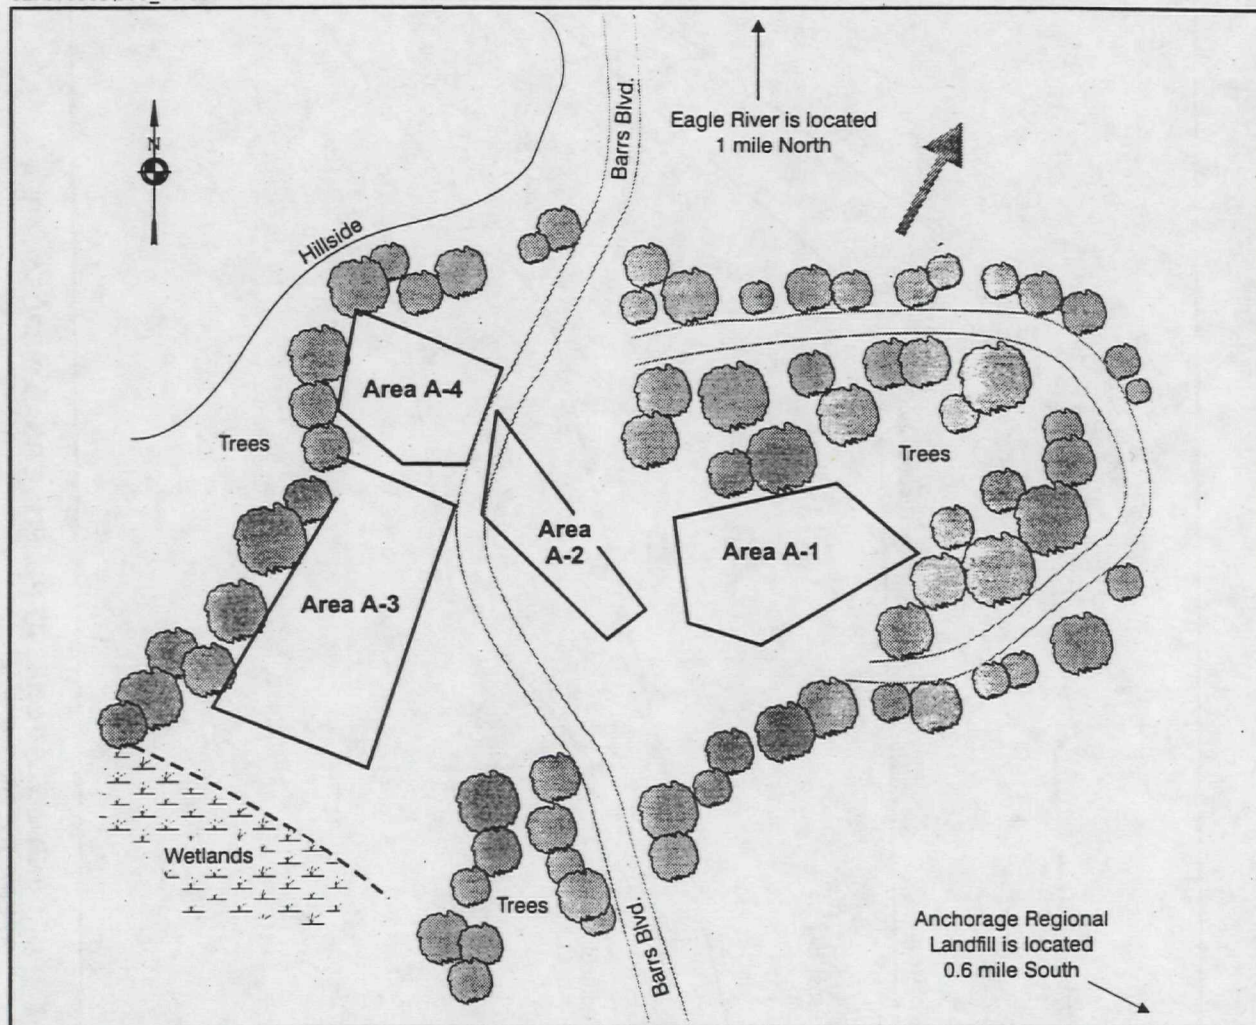 Barrs Blvd.
Eagle River is located
1 mile North
N
Hillside
Area A-4
Trees
Trees
Area
A-2
Area A-1
Area A-3
Wetlands
Trees
Barrs Blvd.
Anchorage Regional
Landfill is located
0.6 mile South